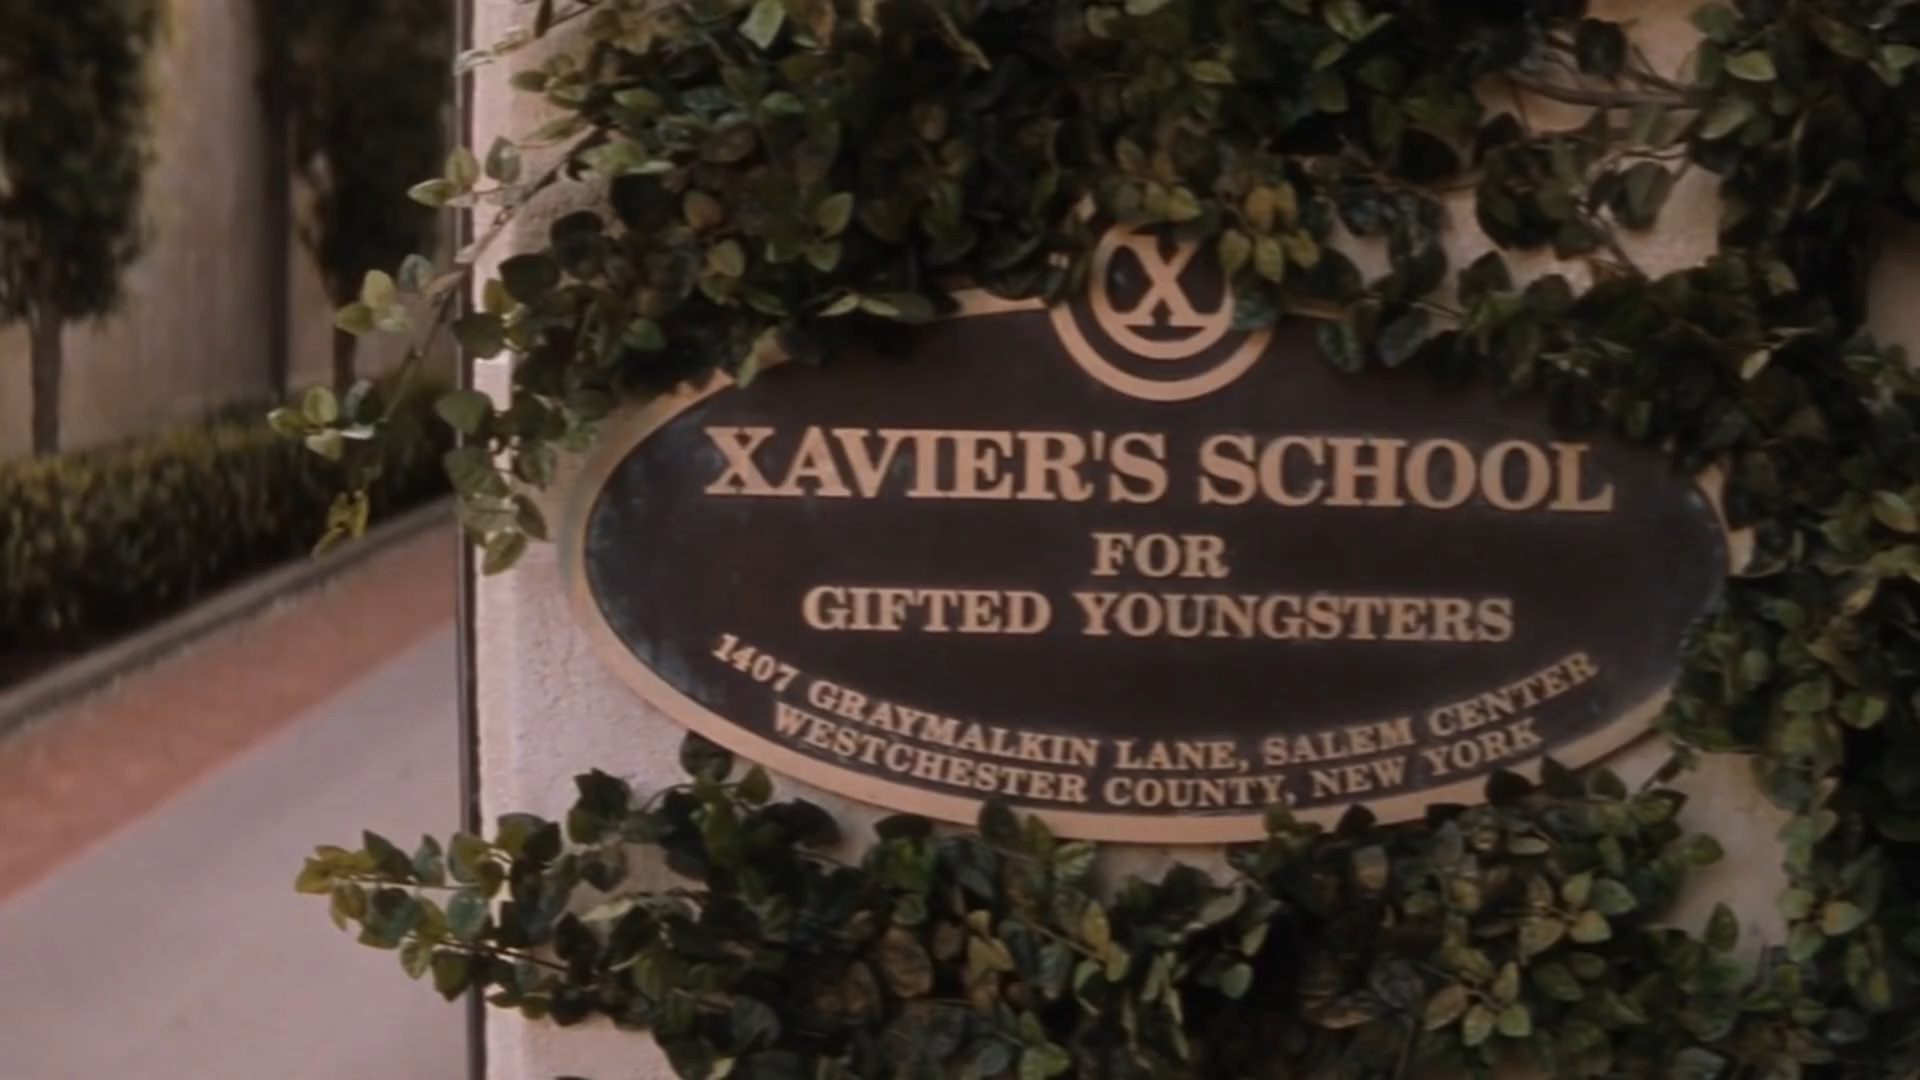 X
XAVIER'S SCHOOL
FOR
GIFTED YOUNGSTERS
1407 GRAYMALKIN LANE, SALEM CENTER
WESTCHESTER COUNTY, NEW YORK